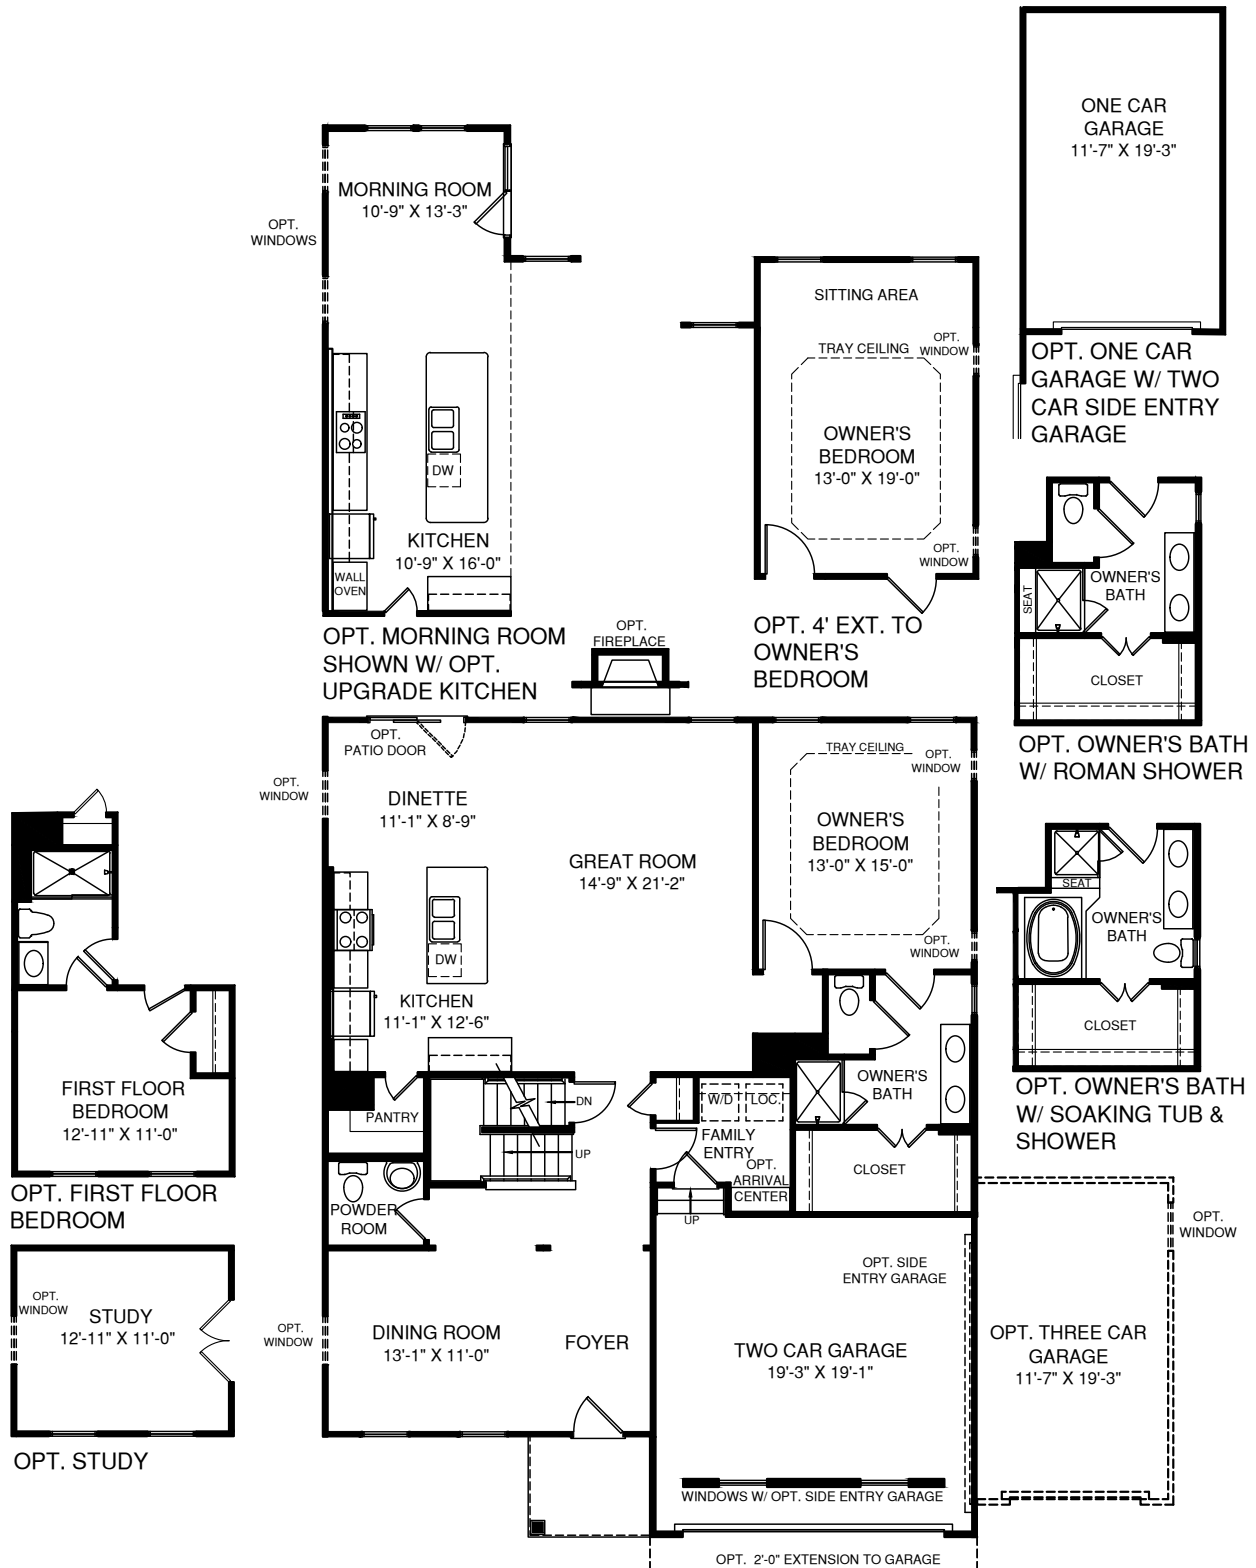 ONE CAR
GARAGE
11'-7" X 19'-3"
OPT. ONE CAR
GARAGE W/ TWO
CAR SIDE ENTRY
GARAGE
MORNING ROOM
10'-9" X 13'-3"
OPT.
WINDOWS
DW
KITCHEN
10'-9" X 16'-0"
WALL
OVEN
OPT. MORNING ROOM
SHOWN W/ OPT.
UPGRADE KITCHEN
SITTING AREA
TRAY CEILING
OPT.
WINDOW
OWNER'S
BEDROOM
13'-0" X 19'-0"
OPT.
WINDOW
OPT. 4' EXT. TO
OWNER'S
BEDROOM
OWNER'S
BATH
SEAT
CLOSET
OPT. OWNER'S BATH
W/ ROMAN SHOWER
OPT.
FIREPLACE
OPT.
PATIO DOOR
OPT.
WINDOW
DINETTE
11'-1" X 8'-9"
GREAT ROOM
14'-9" X 21'-2"
TRAY CEILING
OPT.
WINDOW
OWNER'S
BEDROOM
13'-0" X 15'-0"
OPT.
WINDOW
DW
KITCHEN
11'-1" X 12'-6"
SEAT
OWNER'S
BATH
CLOSET
OPT. OWNER'S BATH
W/ SOAKING TUB &
SHOWER
FIRST FLOOR
BEDROOM
12'-11" X 11'-0"
OPT. FIRST FLOOR
BEDROOM
PANTRY
DN
UP
W/D
LOC.
FAMILY
ENTRY
OPT.
ARRIVAL
CENTER
OWNER'S
BATH
CLOSET
POWDER
ROOM
UP
OPT.
WINDOW
STUDY
12'-11" X 11'-0"
OPT. STUDY
OPT.
WINDOW
DINING ROOM
13'-1" X 11'-0"
FOYER
OPT. SIDE
ENTRY GARAGE
TWO CAR GARAGE
19'-3" X 19'-1"
OPT.
WINDOW
OPT. THREE CAR
GARAGE
11'-7" X 19'-3"
WINDOWS W/ OPT. SIDE ENTRY GARAGE
OPT. 2'-0" EXTENSION TO GARAGE